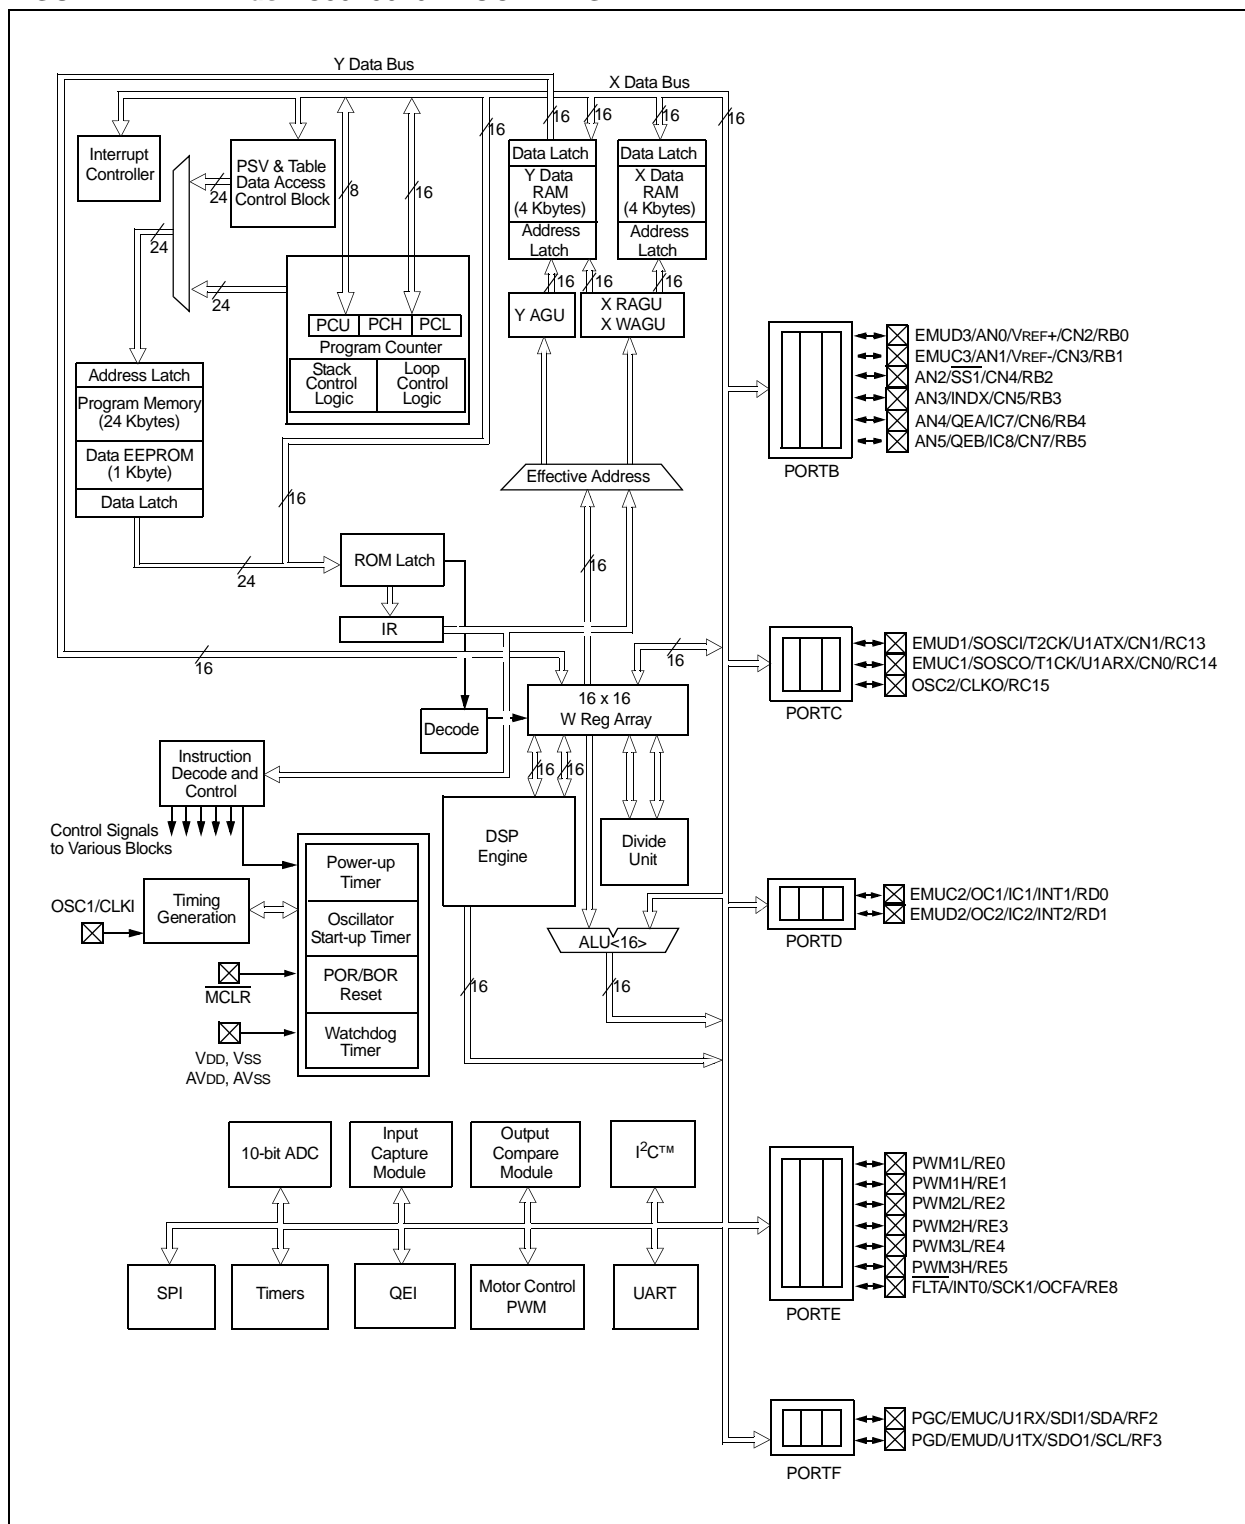 Y Data Bus
X Data Bus
16
16
16
16
16
Interrupt
Controller
PSV & Table
Data Access
Control Block
24
8
16
24
24
Data Latch
Y Data
RAM
(4 Kbytes)
Address
Latch
Data Latch
X Data
RAM
(4 Kbytes)
Address
Latch
16
16
16
Y AGU
X RAGU
X WAGU
PCU
PCH
PCL
Program Counter
Stack
Control
Logic
Loop
Control
Logic
Address Latch
Program Memory
(24 Kbytes)
Data EEPROM
(1 Kbyte)
Data Latch
Effective Address
16
16
24
ROM Latch
IR
16
16
16 x 16
W Reg Array
Decode
Instruction
Decode and
Control
Control Signals
to Various Blocks
16
16
DSP
Engine
Divide
Unit
Power-up
Timer
Oscillator
Start-up Timer
POR/BOR
Reset
Watchdog
Timer
OSC1/CLKI
Timing
Generation
MCLR
VDD, VSS
AVDD, AVSS
ALU<16>
16
16
EMUD3/AN0/VREF+/CN2/RB0
EMUC3/AN1/VREF-/CN3/RB1
AN2/SS1/CN4/RB2
AN3/INDX/CN5/RB3
AN4/QEA/IC7/CN6/RB4
AN5/QEB/IC8/CN7/RB5
PORTB
EMUD1/SOSCI/T2CK/U1ATX/CN1/RC13
EMUC1/SOSCO/T1CK/U1ARX/CN0/RC14
OSC2/CLKO/RC15
PORTC
EMUC2/OC1/IC1/INT1/RD0
EMUD2/OC2/IC2/INT2/RD1
PORTD
10-bit ADC
Input
Capture
Module
Output
Compare
Module
I2C™
SPI
Timers
QEI
Motor Control
PWM
UART
PWM1L/RE0
PWM1H/RE1
PWM2L/RE2
PWM2H/RE3
PWM3L/RE4
PWM3H/RE5
FLTA/INT0/SCK1/OCFA/RE8
PORTE
PGC/EMUC/U1RX/SDI1/SDA/RF2
PGD/EMUD/U1TX/SDO1/SCL/RF3
PORTF